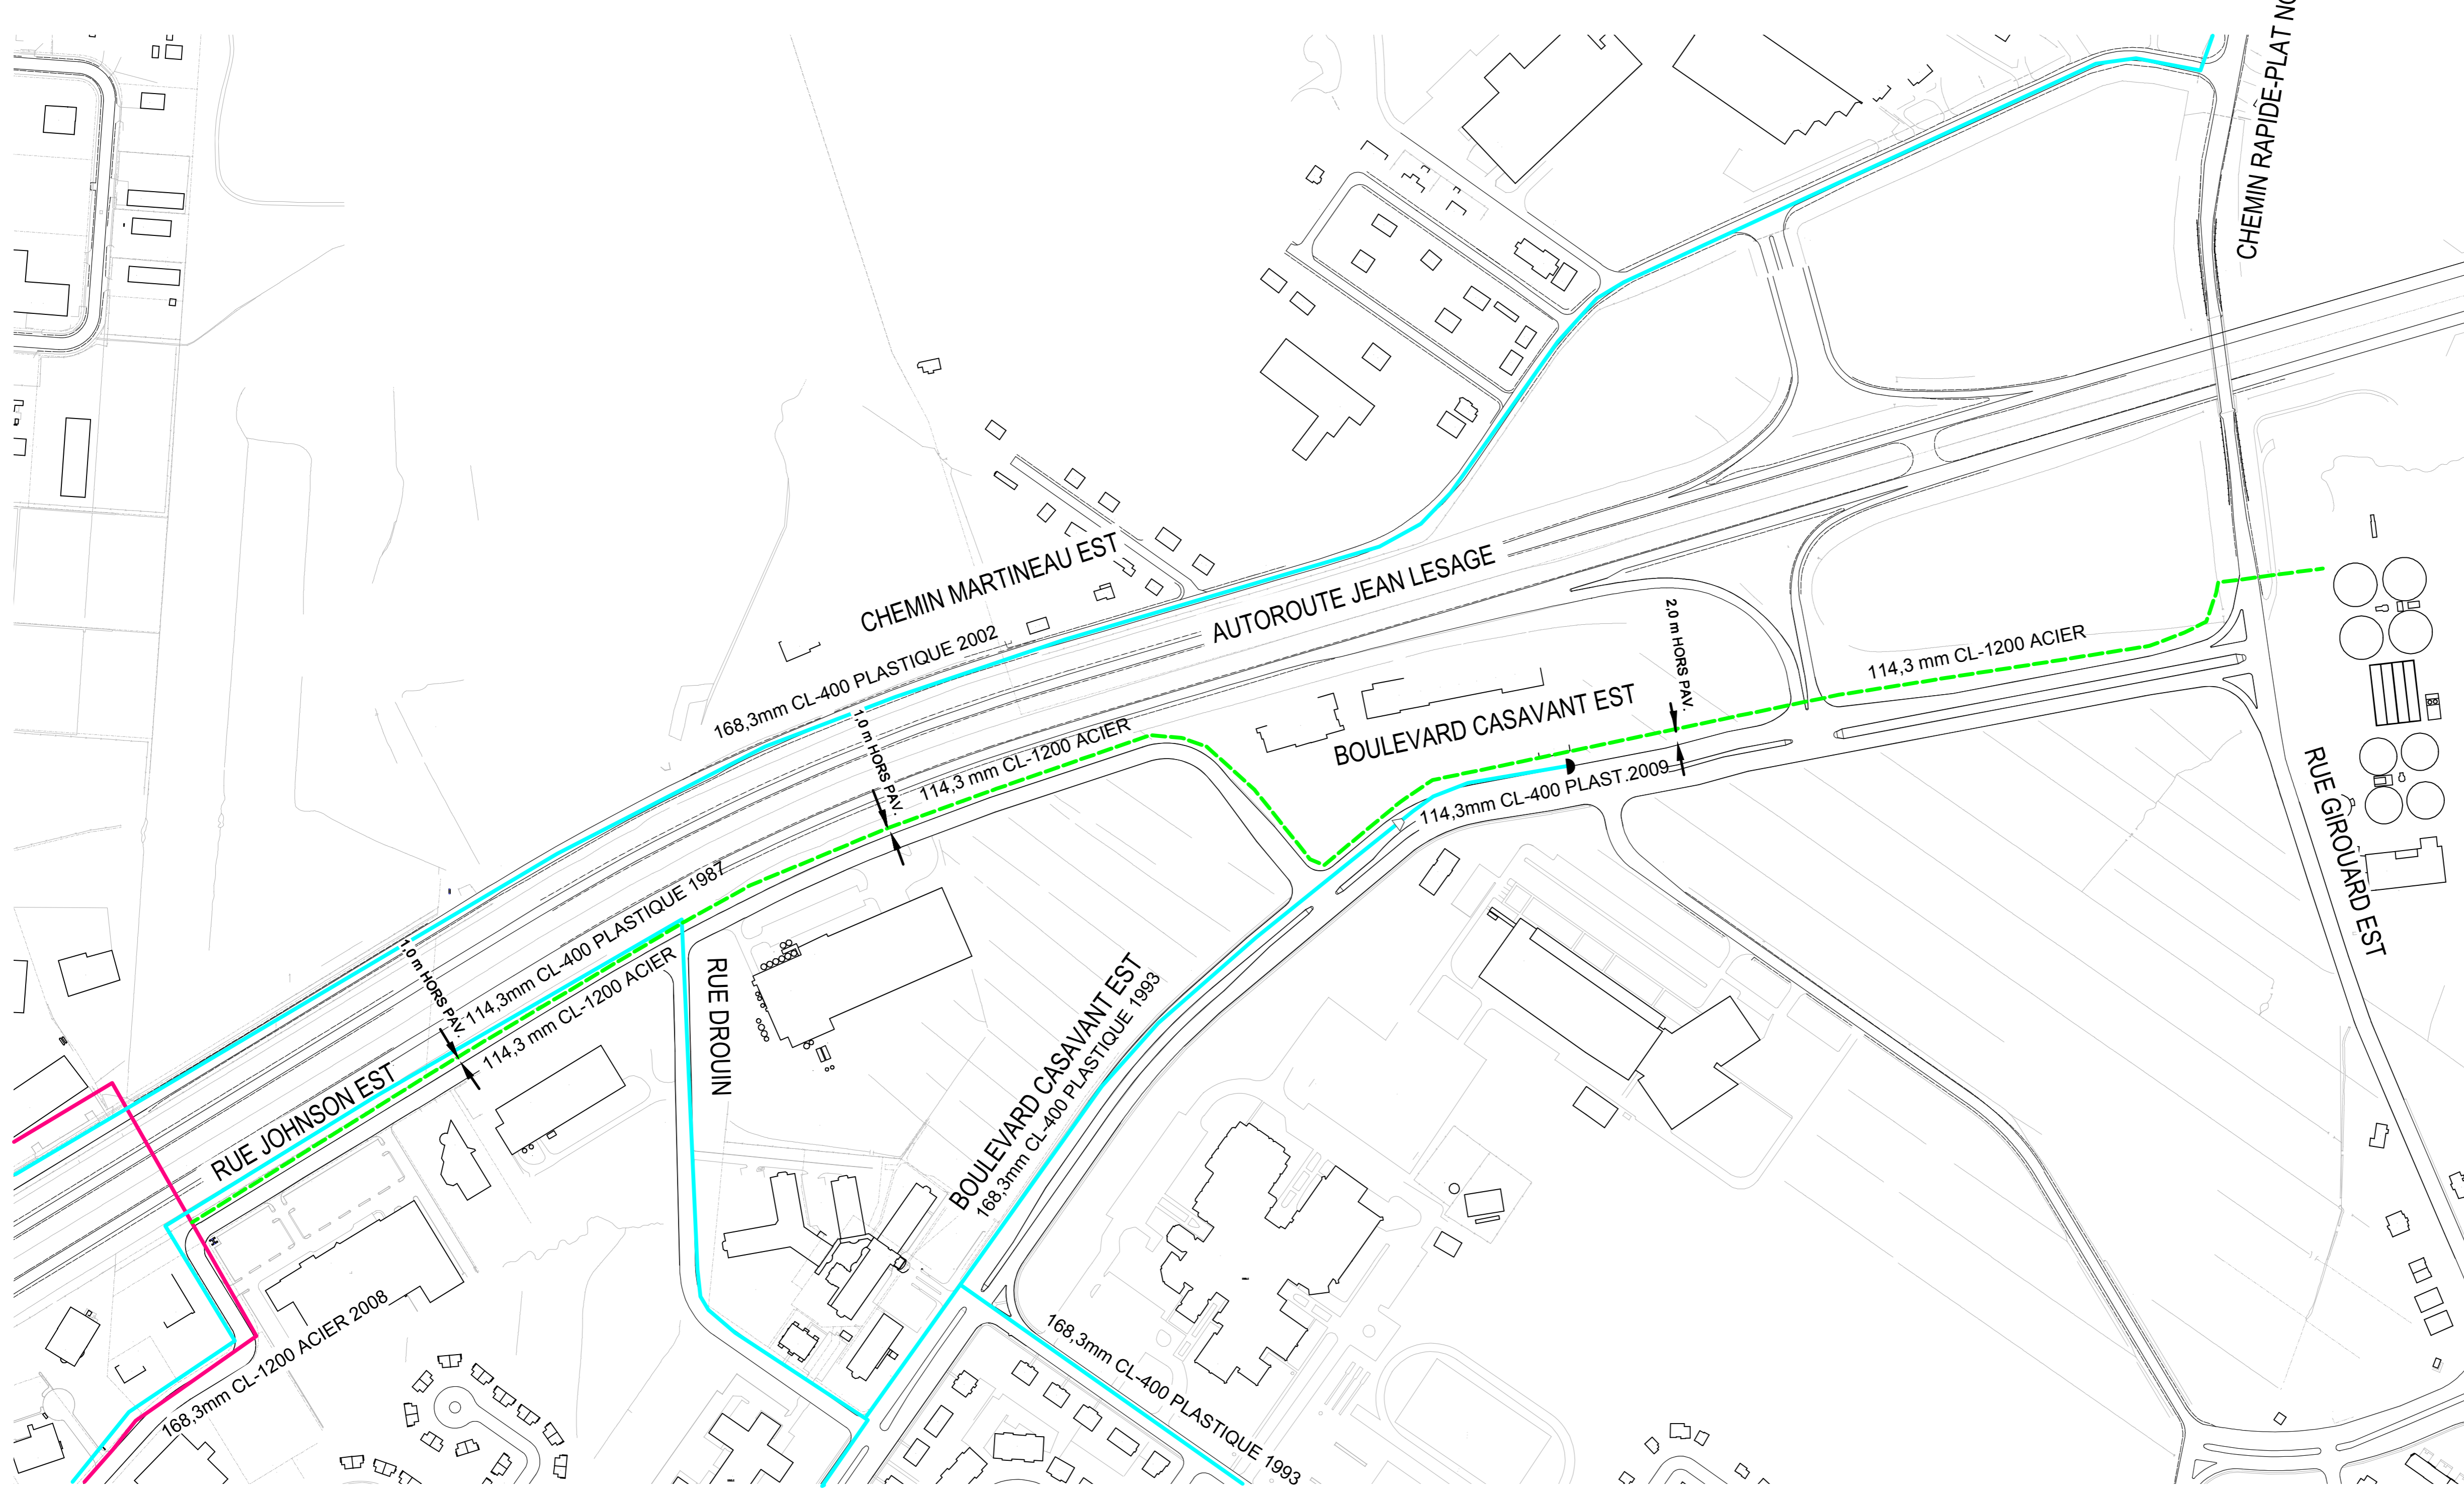 CHEMIN RAPIDE-PLAT
CHEMIN MARTINEAU EST
168,3mm CL-400 PLASTIQUE 2002
AUTOROUTE JEAN LESAGE
2,0 m HORS PAV.
114,3 mm CL-1200 ACIER
BOULEVARD CASAVANT EST
1,0 m HORS PAV.
114,3 mm CL-1200 ACIER
114,3mm CL-400 PLAST.2009
RUE GIROUARD EST
114,3mm CL-400 PLASTIQUE 1987
1,0 m HORS PAV.
114,3 mm CL-1200 ACIER
RUE DROUIN
RUE JOHNSON EST
BOULEVARD CASAVANT EST
168,3mm CL-400 PLASTIQUE 1993
M
168,3mm CL-1200 ACIER 2008
168,3mm CL-400 PLASTIQUE 1993